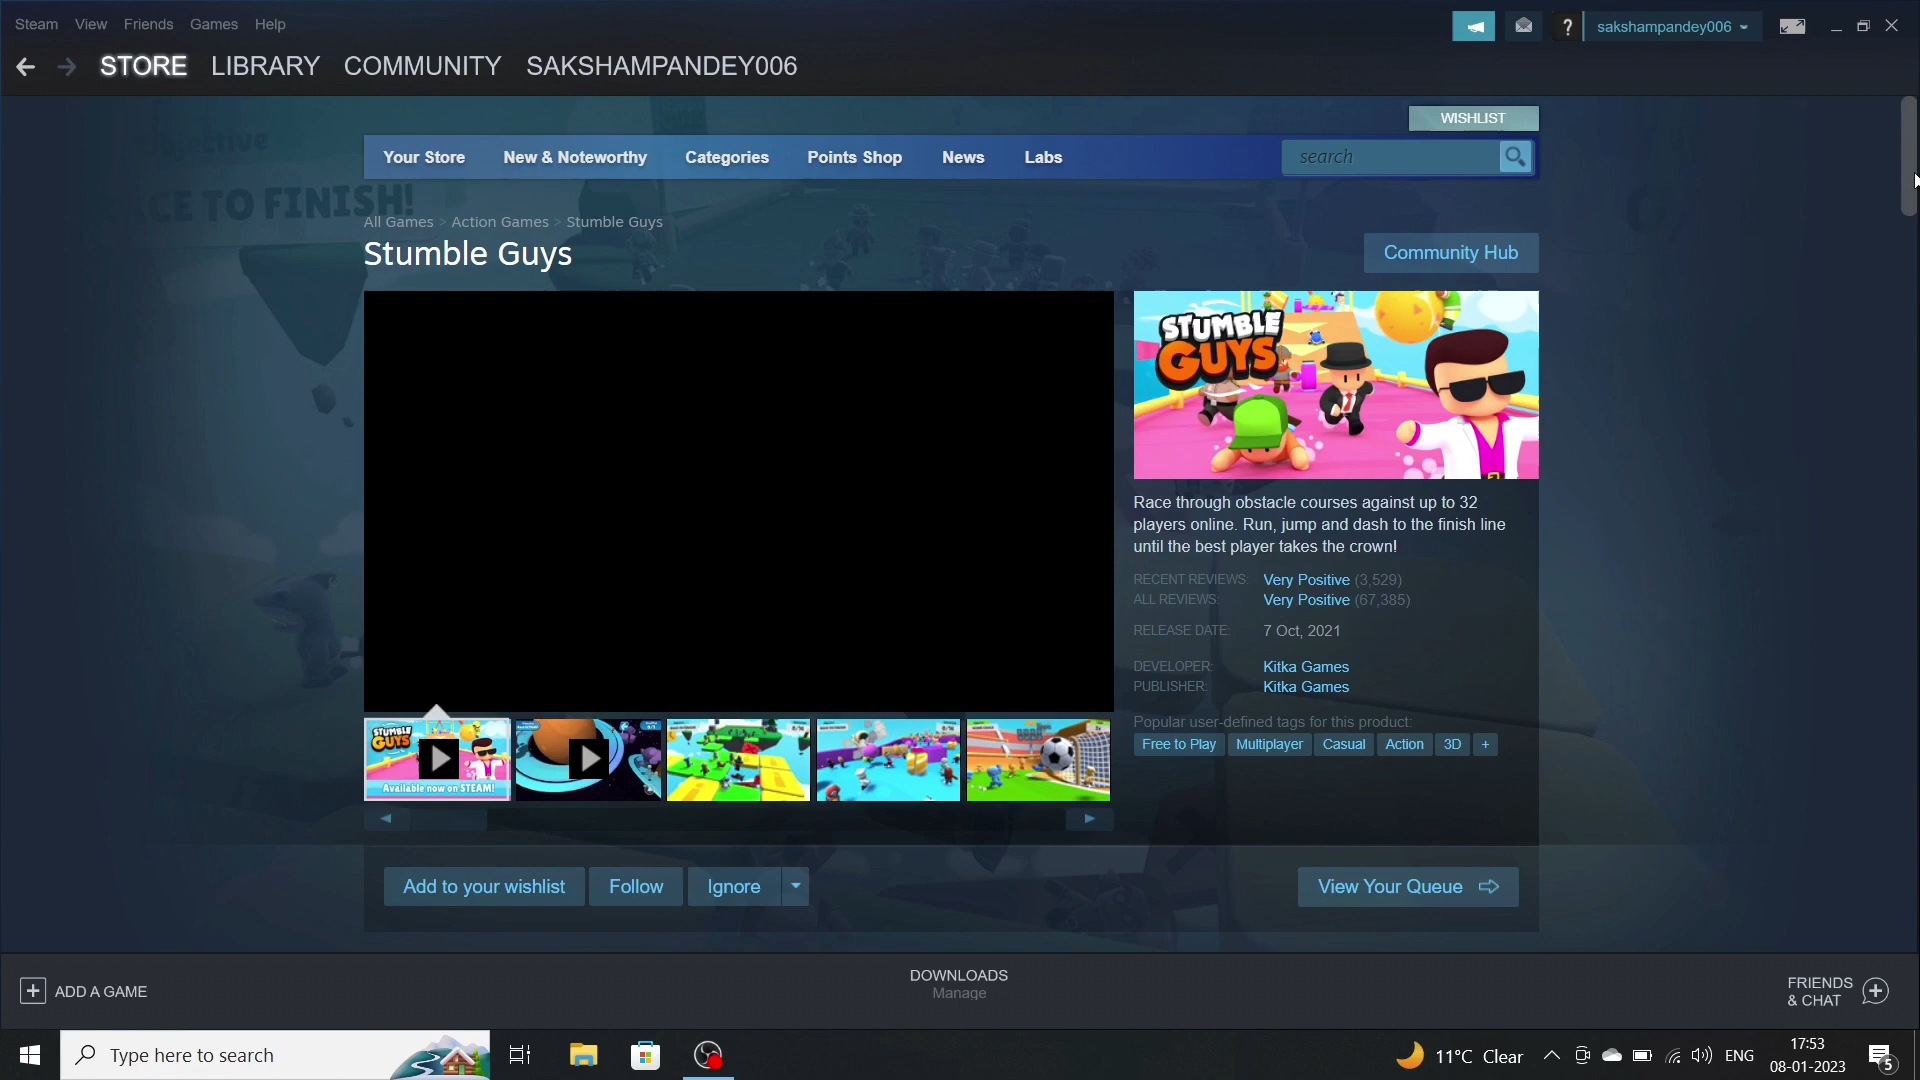 Steam View Friends Games Help
sakshampandey006
STORE LIBRARY COMMUNITY SAKSHAMPANDEY006
WISHLIST
Your Store New & Noteworthy Categories Points Shop News Labs
search
CE TO FINISH!
All Games > Action Games > Stumble Guys
Stumble Guys
Community Hub
STUMBLE GUYS
Race through obstacle courses against up to 32
players online. Run, jump and dash to the finish line
until the best player takes the crown!
RECENT REVIEWS: Very Positive (3,529)
ALL REVIEWS: Very Positive (67,385)
RELEASE DATE: 7 Oct, 2021
DEVELOPER: Kitka Games
PUBLISHER: Kitka Games
Popular user-defined tags for this product:
Free to Play Multiplayer Casual Action 3D +
STUMBLE GUYS
Available now on STEAM!
Add to your wishlist Follow Ignore
View Your Queue
ADD A GAME
DOWNLOADS
Manage
FRIENDS
& CHAT
Type here to search
11°C Clear
ENG
17:53
08-01-2023
5